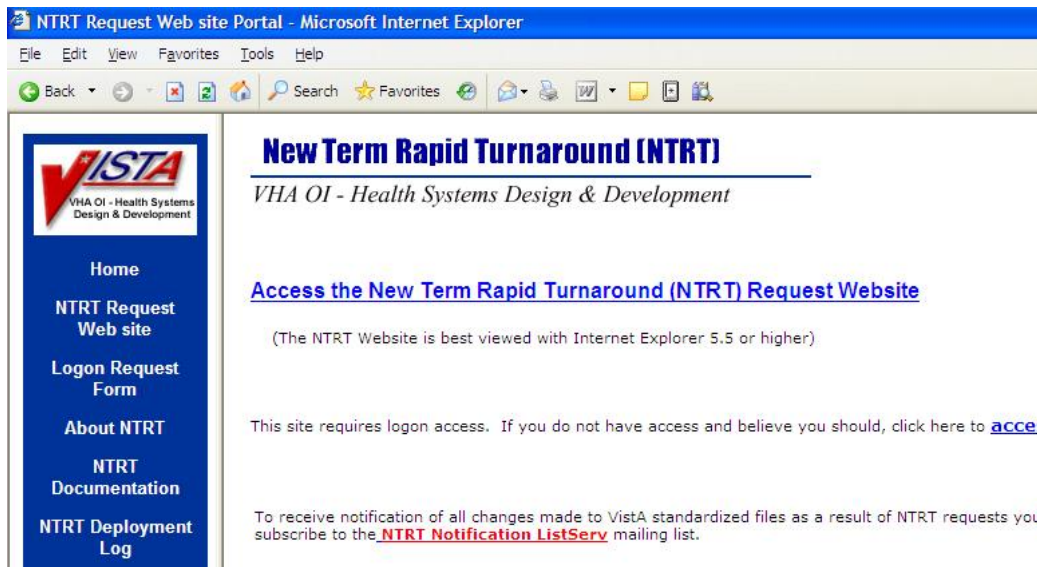 NTRT Request Web site Portal - Microsoft Internet Explorer
File Edit View Favorites Tools Help
Back Search Favorites
VISTA
VHA OI - Health Systems
Design & Development
Home
NTRT Request
Web site
Logon Request
Form
About NTRT
NTRT
Documentation
NTRT Deployment
Log
New Term Rapid Turnaround (NTRT)
VHA OI - Health Systems Design & Development
Access the New Term Rapid Turnaround (NTRT) Request Website
(The NTRT Website is best viewed with Internet Explorer 5.5 or higher)
This site requires logon access. If you do not have access and believe you should, click here to
To receive notification of all changes made to VistA standardized files as a result of NTRT requests
subscribe to the NTRT Notification ListServ mailing list.